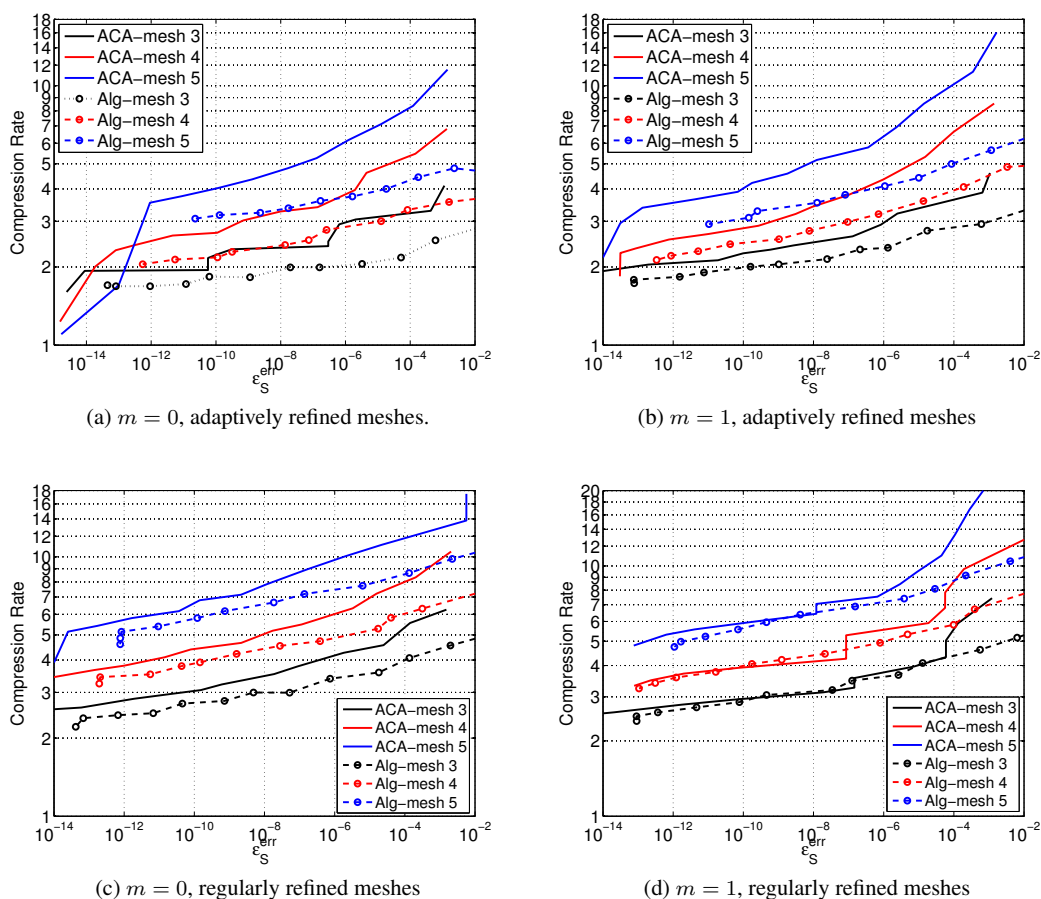 18
16
14
12
10
9
8
7
6
5
4
3
2
1
Compression Rate
ACA−mesh 3
ACA−mesh 4
ACA−mesh 5
Alg−mesh 3
Alg−mesh 4
Alg−mesh 5
10^−14
10^−12
10^−10
10^−8
10^−6
10^−4
10^−2
ε_S^err
(a) m = 0, adaptively refined meshes.
18
16
14
12
10
9
8
7
6
5
4
3
2
1
Compression Rate
ACA−mesh 3
ACA−mesh 4
ACA−mesh 5
Alg−mesh 3
Alg−mesh 4
Alg−mesh 5
10^−14
10^−12
10^−10
10^−8
10^−6
10^−4
10^−2
ε_S^err
(b) m = 1, adaptively refined meshes
18
16
14
12
10
9
8
7
6
5
4
3
2
1
Compression Rate
ACA−mesh 3
ACA−mesh 4
ACA−mesh 5
Alg−mesh 3
Alg−mesh 4
Alg−mesh 5
10^−14
10^−12
10^−10
10^−8
10^−6
10^−4
10^−2
ε_S^err
(c) m = 0, regularly refined meshes
20
18
16
14
12
10
9
8
7
6
5
4
3
2
1
Compression Rate
ACA−mesh 3
ACA−mesh 4
ACA−mesh 5
Alg−mesh 3
Alg−mesh 4
Alg−mesh 5
10^−14
10^−12
10^−10
10^−8
10^−6
10^−4
10^−2
ε_S^err
(d) m = 1, regularly refined meshes